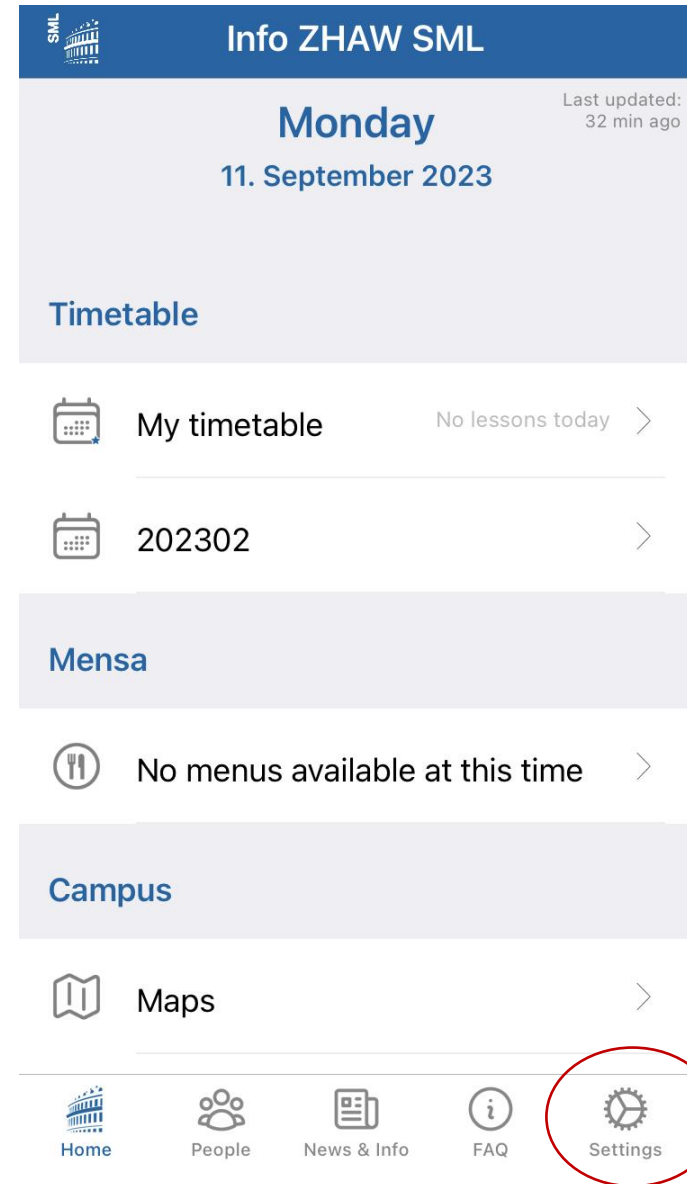 SML
Info ZHAW SML
Last updated:
32 min ago
Monday
11. September 2023
Timetable
My timetable No lessons today
202302
Mensa
No menus available at this time
Campus
Maps
Home People News & Info FAQ Settings